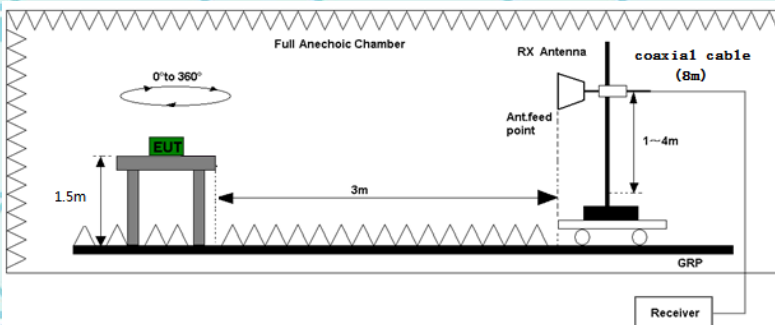 Full Anechoic Chamber
RX Antenna
coaxial cable
(8m)
0°to 360°
Ant.feed
point
EUT
1~4m
1.5m
3m
GRP
Receiver